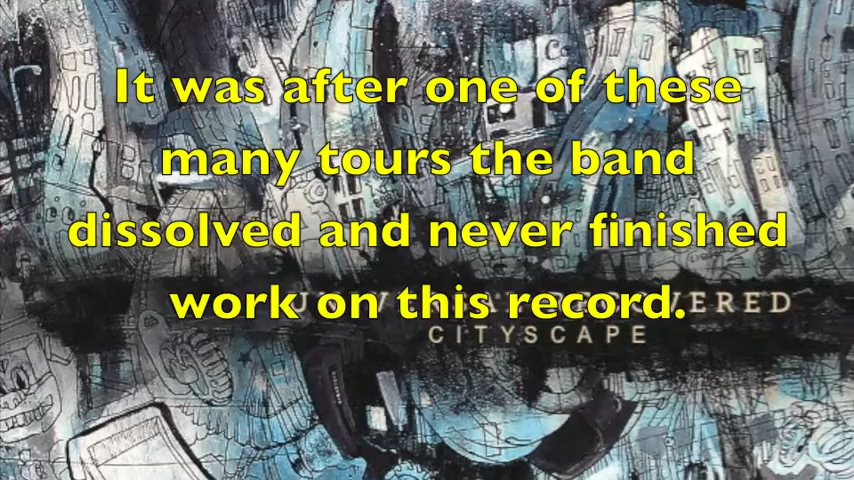 It was after one of these
many tours the band
dissolved and never finished
work on this record.
CITYSCAPE